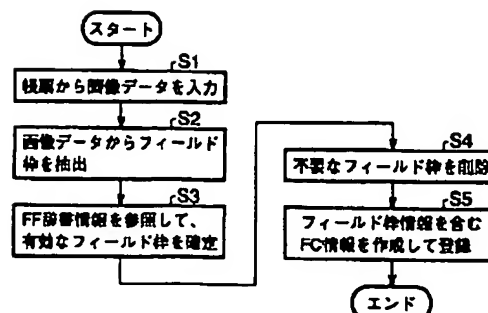 スタート
S1
帳票から画像データを入力
S2
画像データからフィールド
枠を抽出
S3
FF辞書情報を参照して、
有効なフィールド枠を確定
S4
不要なフィールド枠を削除
S5
フィールド枠情報を含む
FC情報を作成して登録
エンド